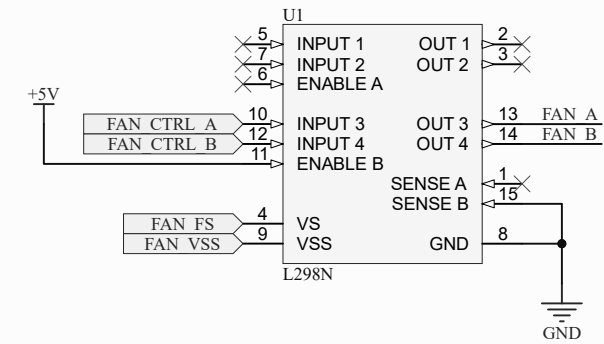 U1
5 INPUT 1 OUT 1 2
7 INPUT 2 OUT 2 3
6 ENABLE A
+5V
FAN_CTRL_A 10 INPUT 3 OUT 3 13 FAN_A
FAN_CTRL_B 12 INPUT 4 OUT 4 14 FAN_B
11 ENABLE B
SENSE A 1
SENSE B 15
FAN_FS 4 VS
FAN_VSS 9 VSS GND 8
L298N
GND